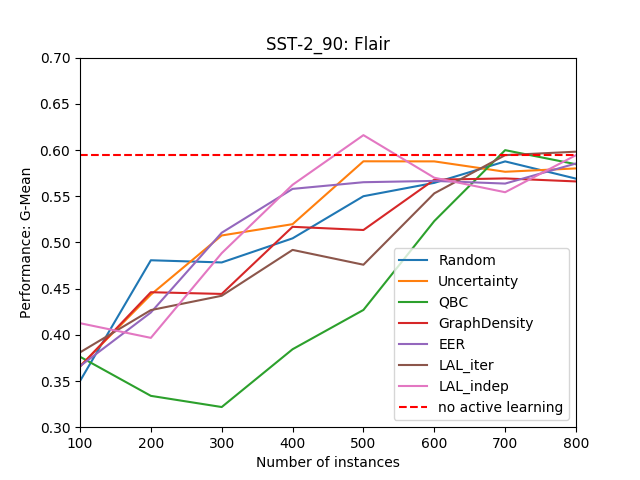 SST-2_90: Flair
Performance: G-Mean
0.70
0.65
0.60
0.55
0.50
0.45
0.40
0.35
0.30
100 200 300 400 500 600 700 800
Number of instances
Random
Uncertainty
QBC
GraphDensity
EER
LAL_iter
LAL_indep
no active learning